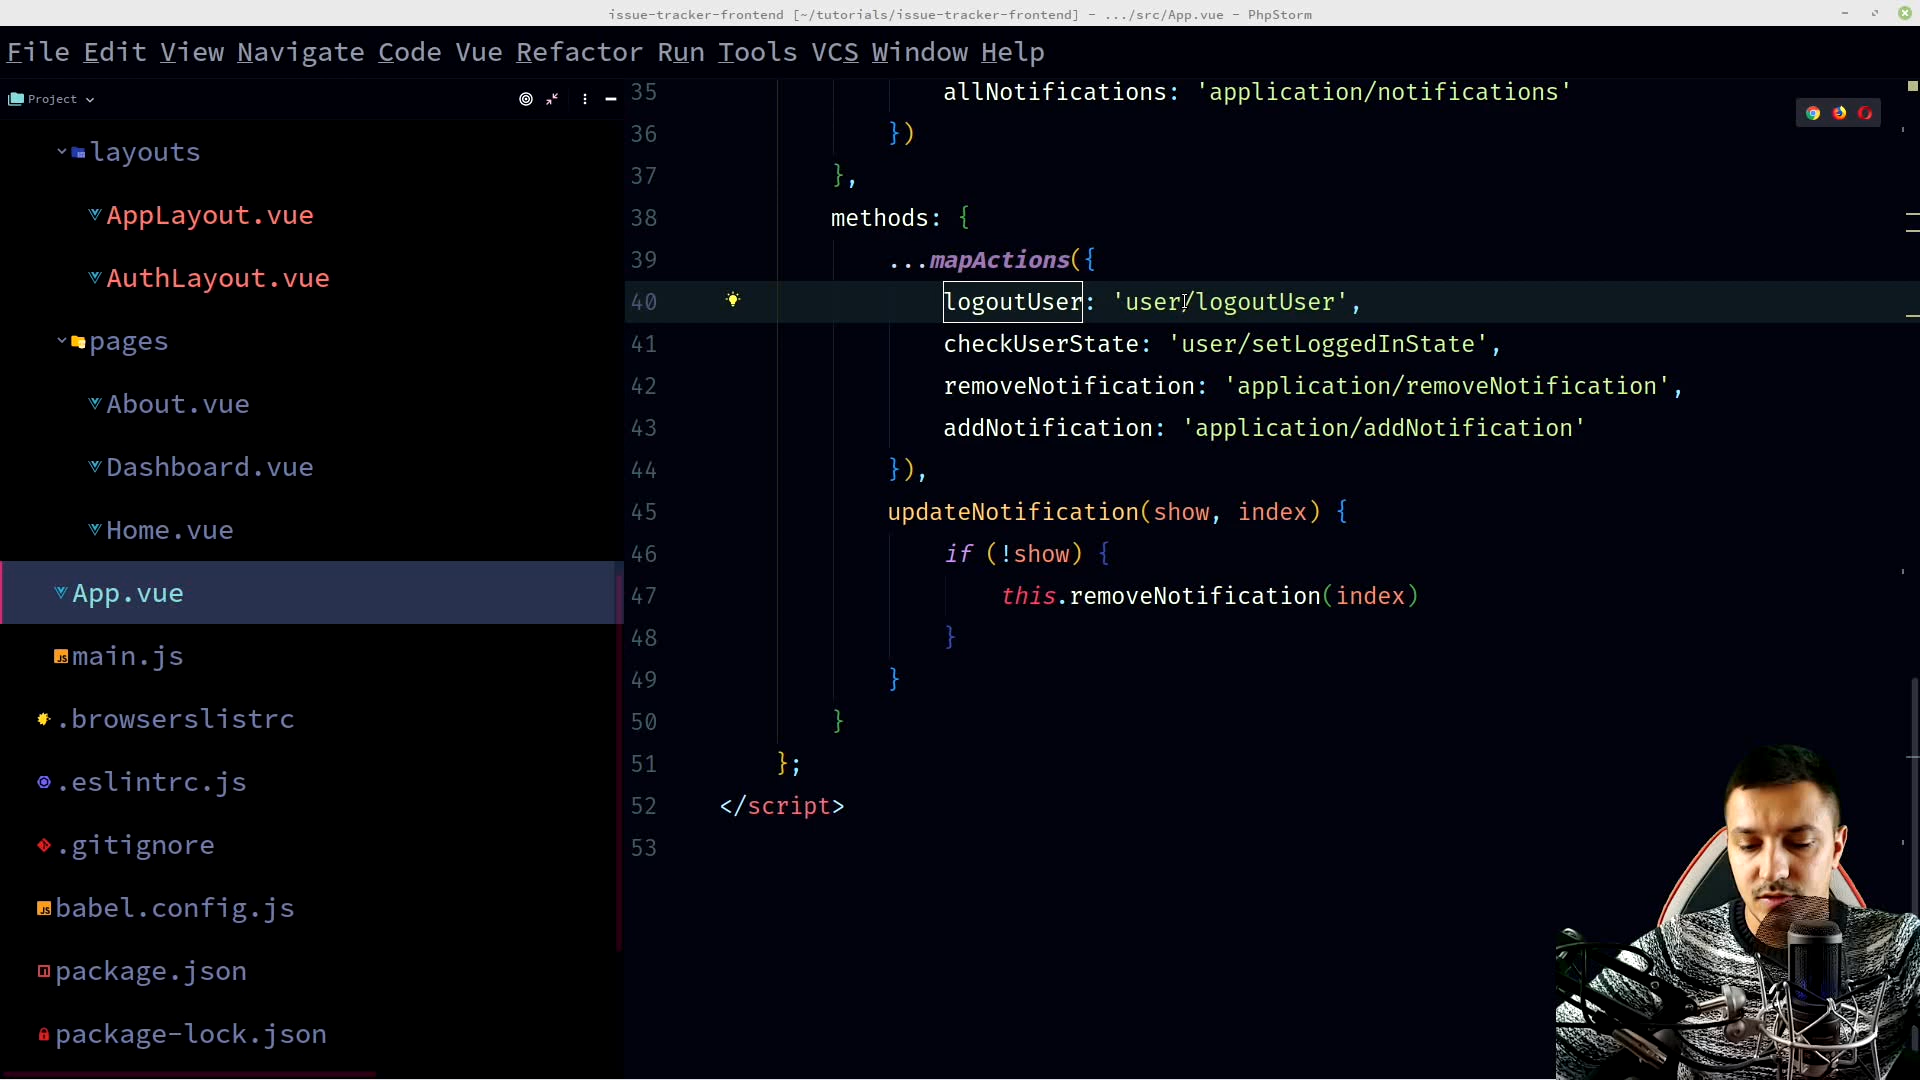 issue-tracker-frontend [~/tutorials/issue-tracker-frontend] - .../src/App.vue - PhpStorm
File Edit View Navigate Code Vue Refactor Run Tools VCS Window Help
Project
layouts
AppLayout.vue
AuthLayout.vue
pages
About.vue
Dashboard.vue
Home.vue
App.vue
main.js
.browserslistrc
.eslintrc.js
.gitignore
babel.config.js
package.json
package-lock.json
35 allNotifications: 'application/notifications'
36 })
37 },
38 methods: {
39 ...mapActions({
40 logoutUser: 'user/logoutUser',
41 checkUserState: 'user/setLoggedInState',
42 removeNotification: 'application/removeNotification',
43 addNotification: 'application/addNotification'
44 }),
45 updateNotification(show, index) {
46 if (!show) {
47 this.removeNotification(index)
48 }
49 }
50 }
51 };
52 </script>
53